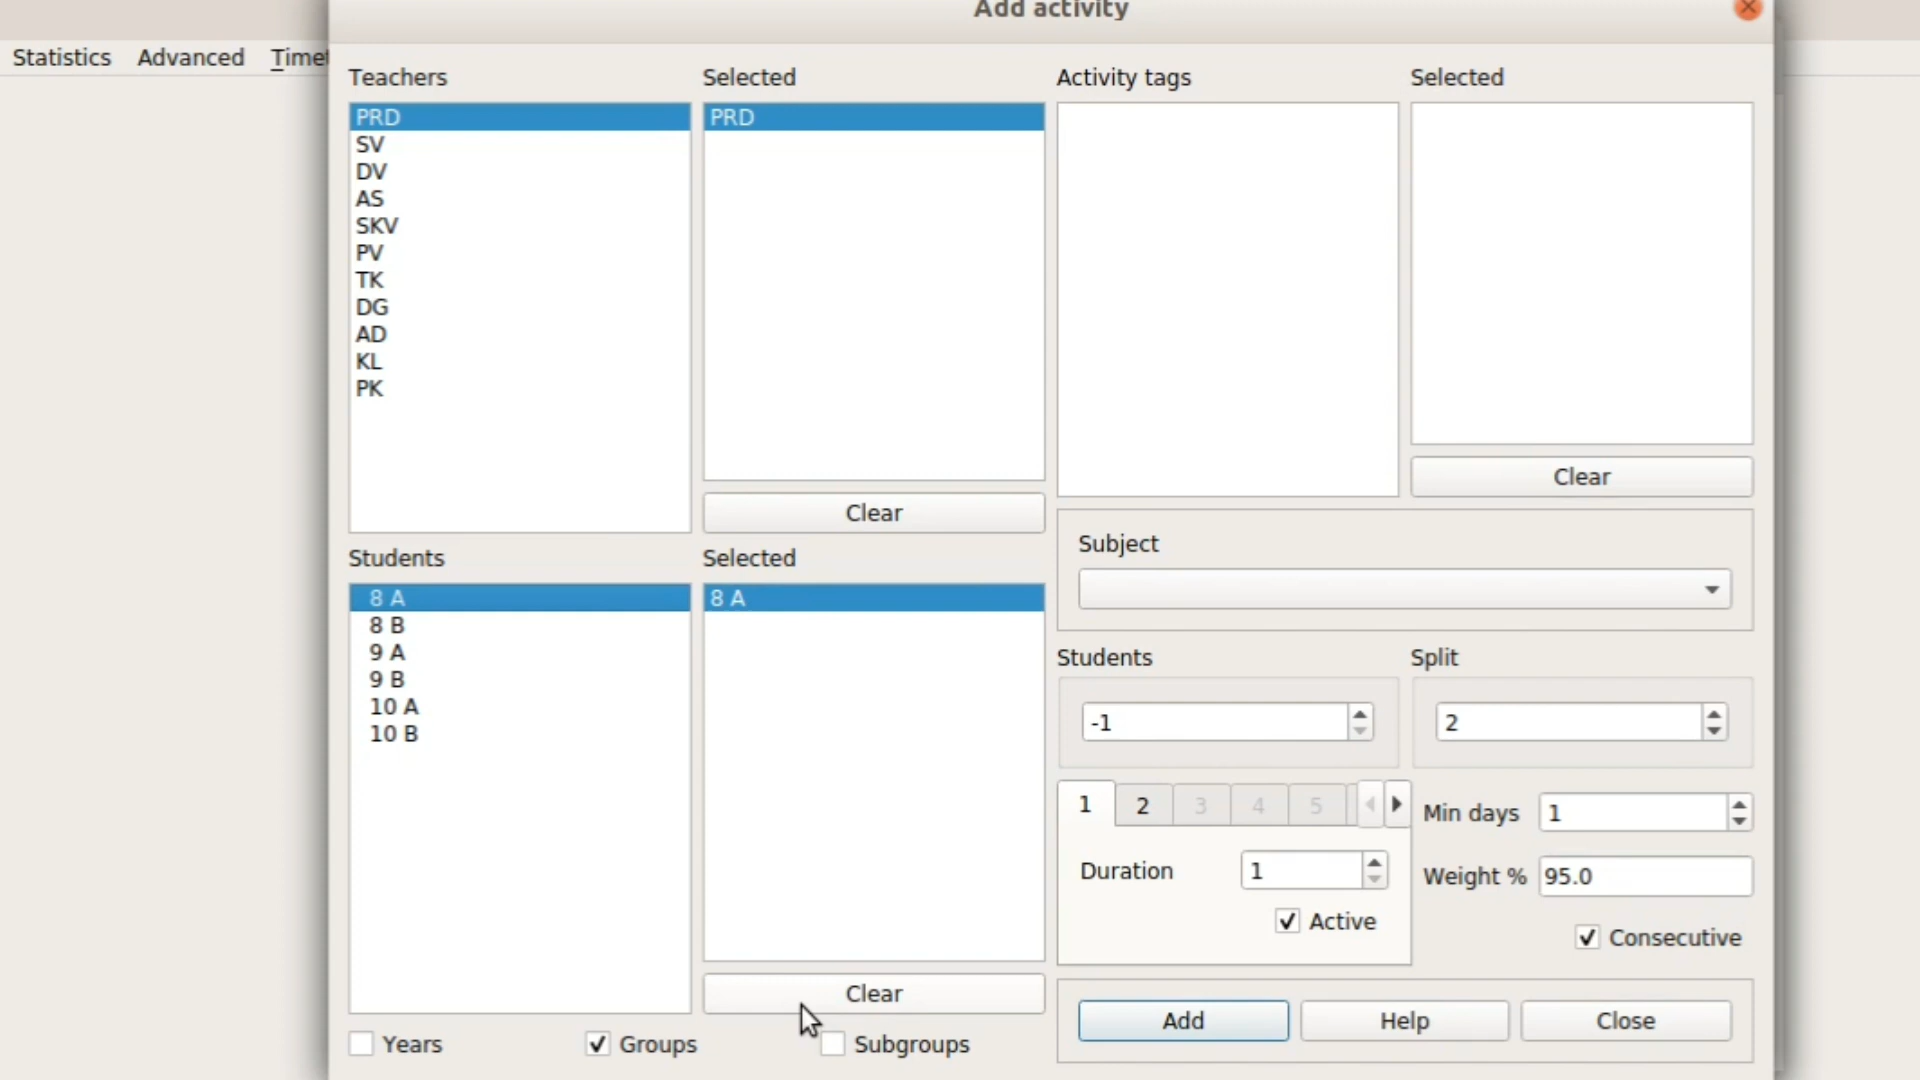 Add activity
Statistics Advanced Timet
Teachers
PRD
SV
DV
AS
SKV
PV
TK
DG
AD
KL
PK
Selected
PRD
Clear
Activity tags
Selected
Clear
Students
8 A
8 B
9 A
9 B
10 A
10 B
Selected
8 A
Clear
Years Groups Subgroups
Subject
Students
-1
Split
2
1 2 3 4 5
Duration 1
Active
Min days 1
Weight % 95.0
Consecutive
Add Help Close